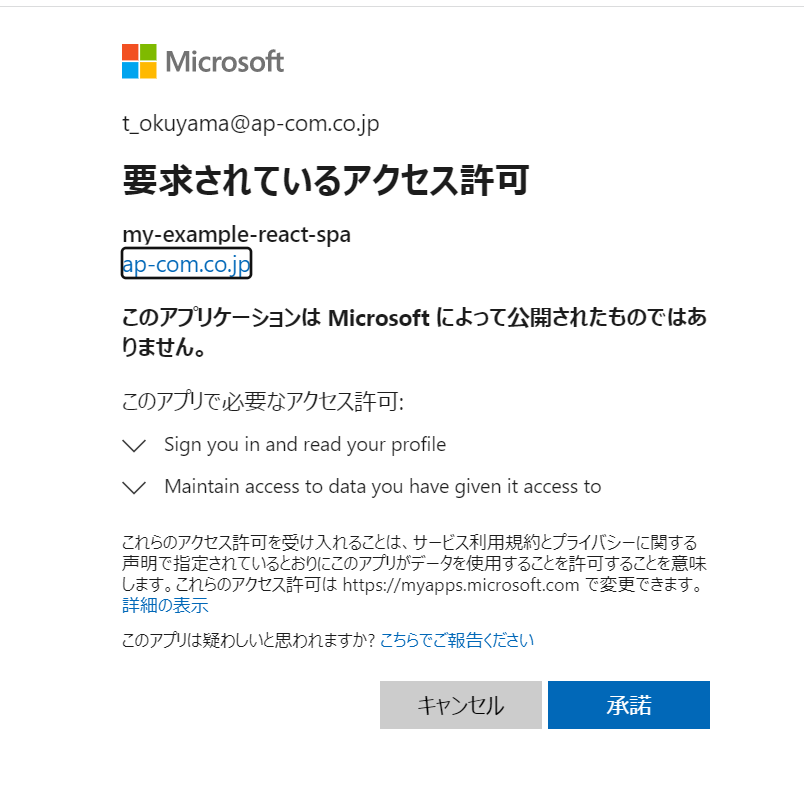 Microsoft
t_okuyama@ap-com.co.jp
要求されているアクセス許可
my-example-react-spa
ap-com.co.jp
このアプリケーションは Microsoft によって公開されたものではあ
りません。
このアプリで必要なアクセス許可:
Sign you in and read your profile
Maintain access to data you have given it access to
これらのアクセス許可を受け入れることは、サービス利用規約とプライバシーに関する
声明で指定されているとおりにこのアプリがデータを使用することを許可することを意味
します。これらのアクセス許可は https://myapps.microsoft.com で変更できます。
詳細の表示
このアプリは疑わしいと思われますか? こちらでご報告ください
キャンセル
承諾